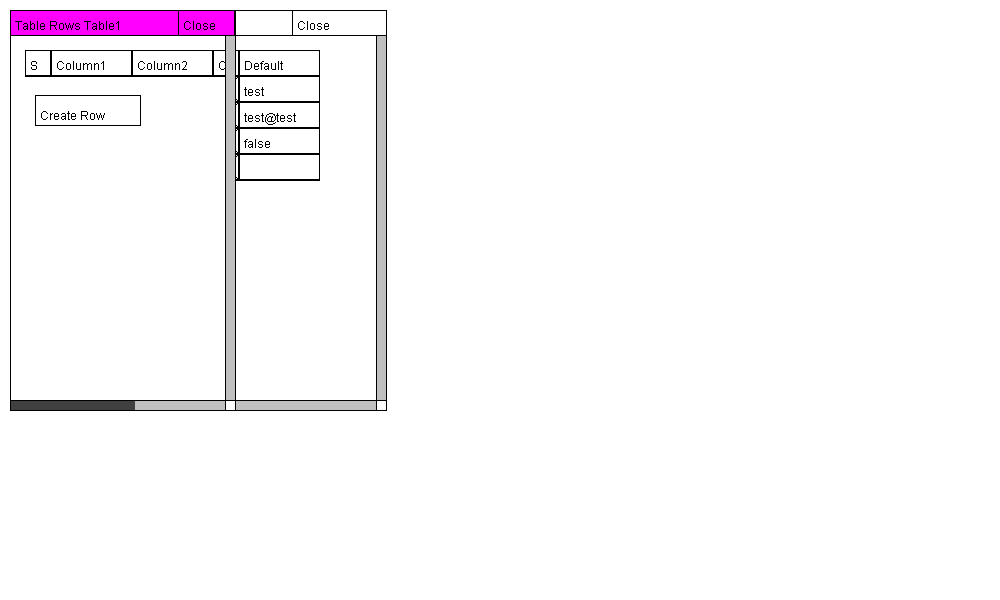 Table Rows Table1 Close Close
S Column1 Column2 C Default
test
Create Row test@test
false